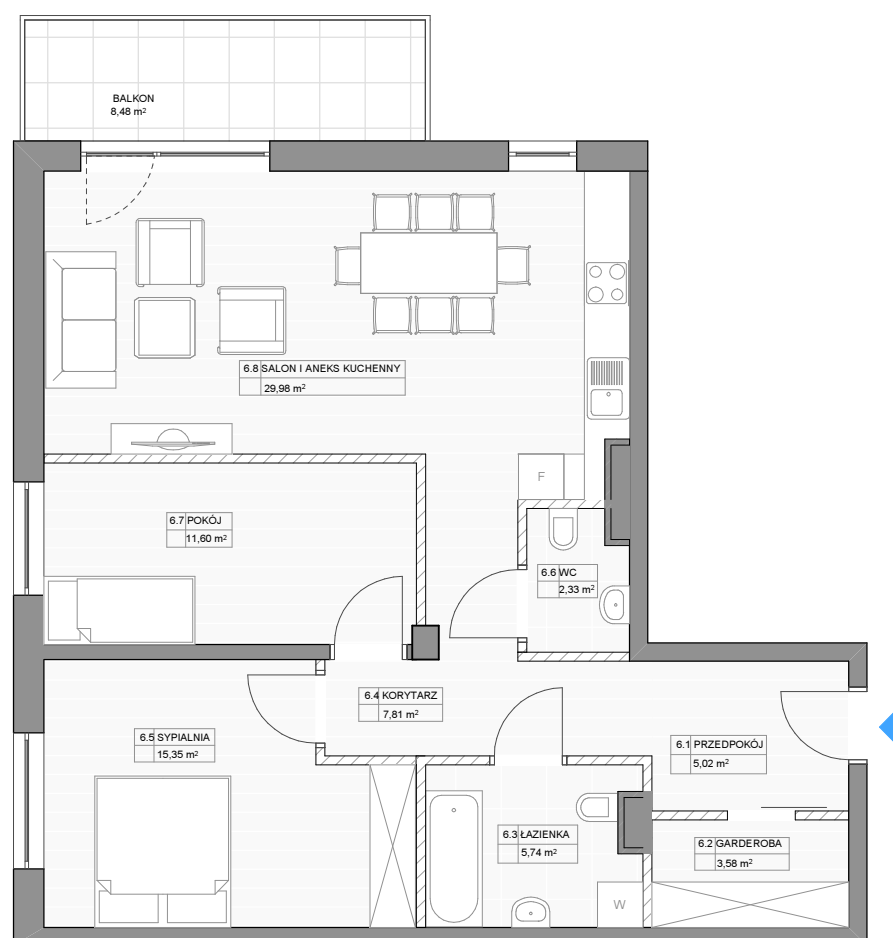 BALKON
8,48 m²
6.8 SALON I ANEKS KUCHENNY
29,98 m²
F
6.7 POKÓJ
11,60 m²
6.6 WC
2,33 m²
6.4 KORYTARZ
7,81 m²
6.5 SYPIALNIA
15,35 m²
6.1 PRZEDPOKÓJ
5,02 m²
6.3 ŁAZIENKA
5,74 m²
6.2 GARDEROBA
3,58 m²
W